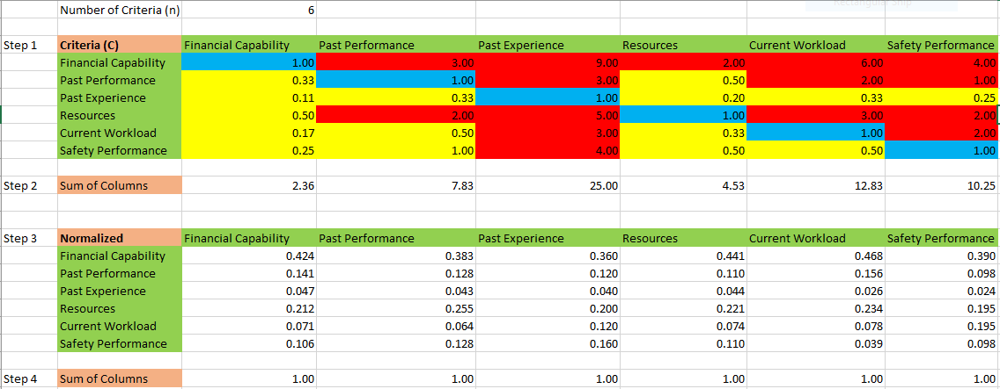 Rectangular Snip
Number of Criteria (n) 6
Step 1 Criteria (C) Financial Capability Past Performance Past Experience Resources Current Workload Safety Performance
Financial Capability 1.00 3.00 9.00 2.00 6.00 4.00
Past Performance 0.33 1.00 3.00 0.50 2.00 1.00
Past Experience 0.11 0.33 1.00 0.20 0.33 0.25
Resources 0.50 2.00 5.00 1.00 3.00 2.00
Current Workload 0.17 0.50 3.00 0.33 1.00 2.00
Safety Performance 0.25 1.00 4.00 0.50 0.50 1.00
Step 2 Sum of Columns 2.36 7.83 25.00 4.53 12.83 10.25
Step 3 Normalized Financial Capability Past Performance Past Experience Resources Current Workload Safety Performance
Financial Capability 0.424 0.383 0.360 0.441 0.468 0.390
Past Performance 0.141 0.128 0.120 0.110 0.156 0.098
Past Experience 0.047 0.043 0.040 0.044 0.026 0.024
Resources 0.212 0.255 0.200 0.221 0.234 0.195
Current Workload 0.071 0.064 0.120 0.074 0.078 0.195
Safety Performance 0.106 0.128 0.160 0.110 0.039 0.098
Step 4 Sum of Columns 1.00 1.00 1.00 1.00 1.00 1.00